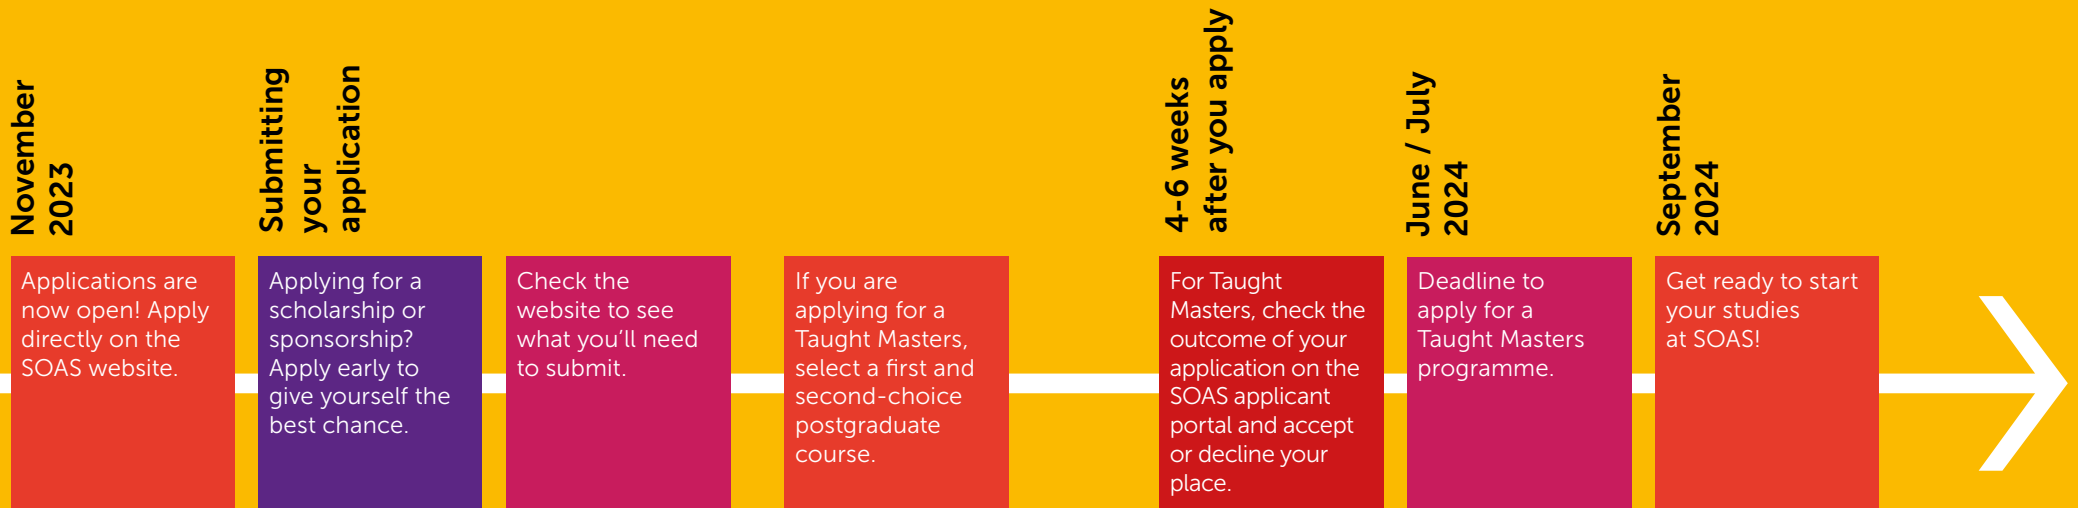 November
2023
Applications are
now open! Apply
directly on the
SOAS website.
Submitting
your
application
Applying for a
scholarship or
sponsorship?
Apply early to
give yourself the
best chance.
Check the
website to see
what you'll need
to submit.
If you are
applying for a
Taught Masters,
select a first and
second-choice
postgraduate
course.
4-6 weeks
after you apply
For Taught
Masters, check the
outcome of your
application on the
SOAS applicant
portal and accept
or decline your
place.
June / July
2024
Deadline to
apply for a
Taught Masters
programme.
September
2024
Get ready to start
your studies
at SOAS!